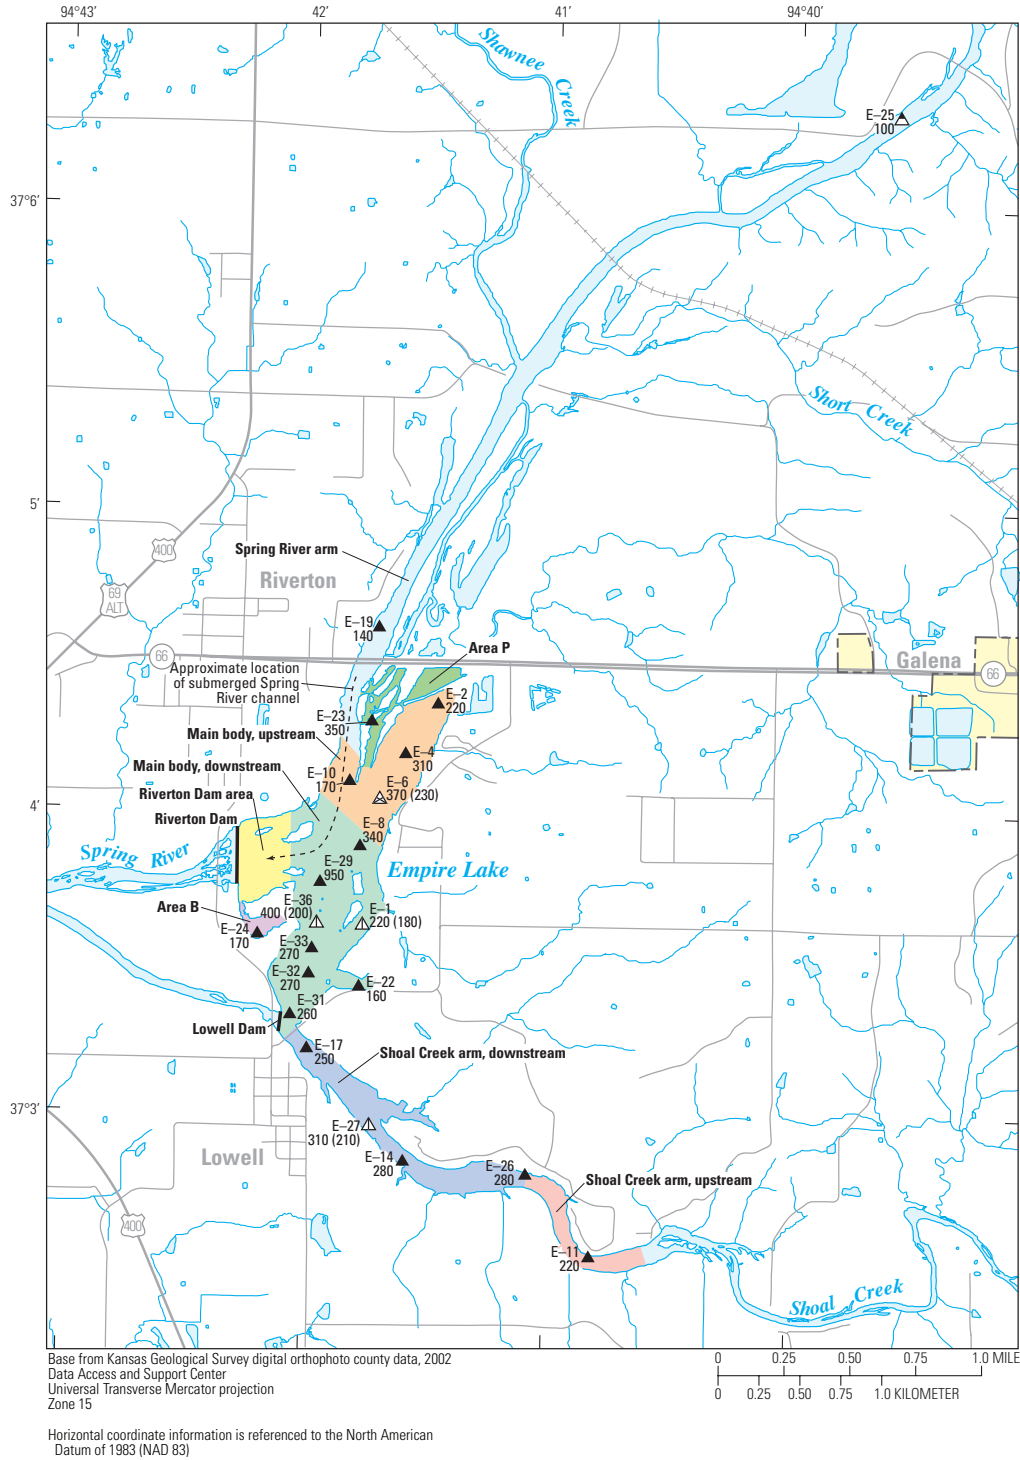 94°43′
42′
41′
94°40′
Shawnee
Creek
E–25
100
37°6′
Short Creek
5′
400
Spring River arm
Riverton
69
ALT
E–19
140
66
Area P
Galena
66
Approximate location
of submerged Spring
River channel
E–2
220
E–23
350
Main body, upstream
E–4
310
Main body, downstream
E–10
170
E–6
370 (230)
Riverton Dam area
4′
Riverton Dam
E–8
340
Spring River
Empire Lake
E–29
950
E–36
400 (200)
Area B
E–1
220 (180)
E–24
170
E–33
270
E–32
270
E–22
160
E–31
260
Lowell Dam
E–17
250
Shoal Creek arm, downstream
37°3′
E–27
310 (210)
Lowell
E–14
280
E–26
280
Shoal Creek arm, upstream
400
E–11
220
Shoal Creek
Base from Kansas Geological Survey digital orthophoto county data, 2002
Data Access and Support Center
Universal Transverse Mercator projection
Zone 15
0 0.25 0.50 0.75 1.0 MILE
0 0.25 0.50 0.75 1.0 KILOMETER
Horizontal coordinate information is referenced to the North American
Datum of 1983 (NAD 83)